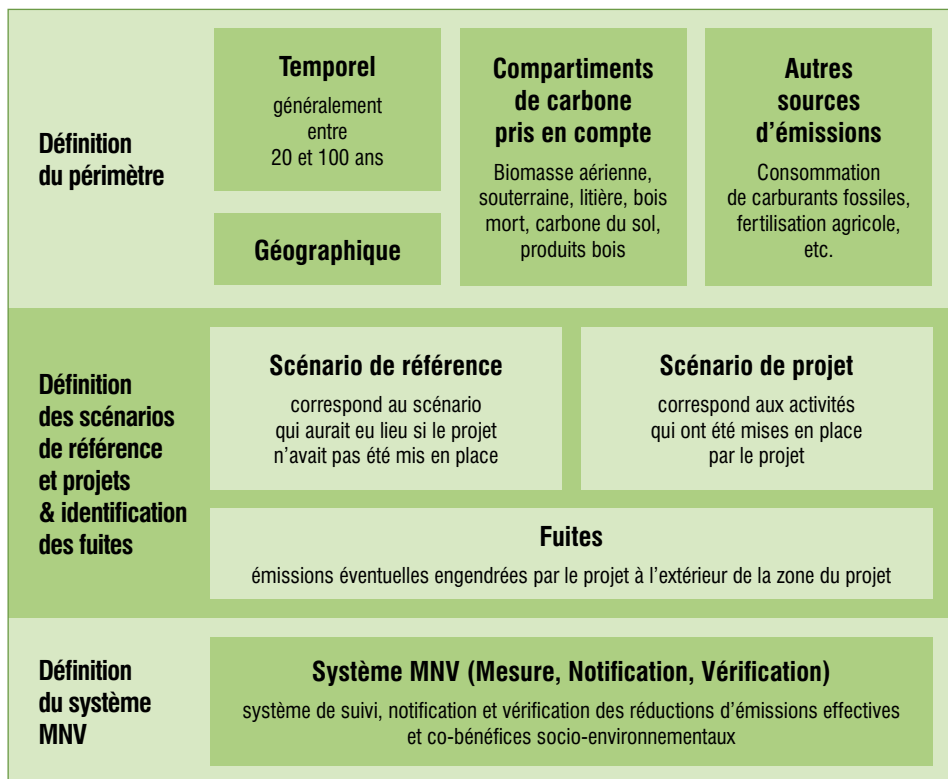 Définition
du périmètre
Temporel
généralement
entre
20 et 100 ans
Géographique
Compartiments
de carbone
pris en compte
Biomasse aérienne,
souterraine, litière, bois
mort, carbone du sol,
produits bois
Autres
sources
d’émissions
Consommation
de carburants fossiles,
fertilisation agricole,
etc.
Définition
des scénarios
de référence
et projets
& identification
des fuites
Scénario de référence
correspond au scénario
qui aurait eu lieu si le projet
n’avait pas été mis en place
Scénario de projet
correspond aux activités
qui ont été mises en place
par le projet
Fuites
émissions éventuelles engendrées par le projet à l’extérieur de la zone du projet
Définition
du système
MNV
Système MNV (Mesure, Notification, Vérification)
système de suivi, notification et vérification des réductions d’émissions effectives
et co-bénéfices socio-environnementaux